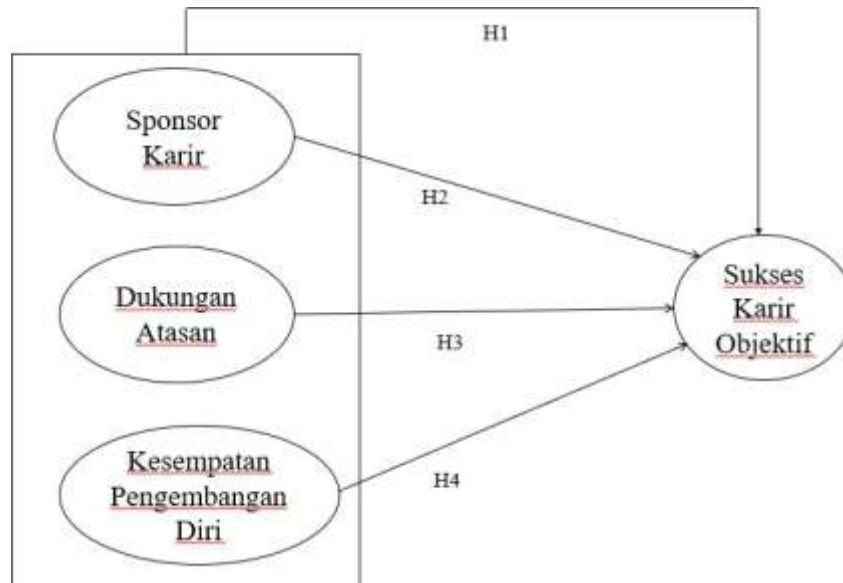 H1
Sponsor
Karir
H2
Dukungan
Atasan
H3
Sukses
Karir
Objektif
Kesempatan
Pengembangan
Diri
H4